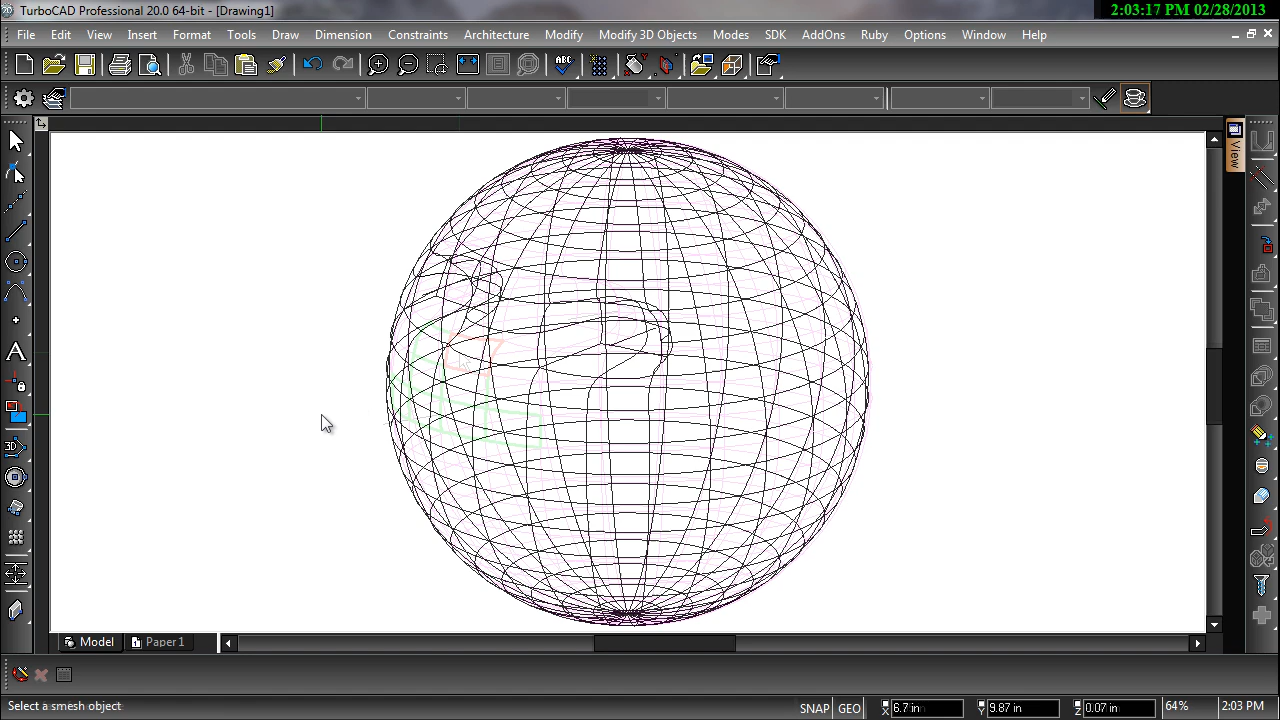 TurboCAD Professional 20.0 64-bit - [Drawing1]
2:03:17 PM 02/28/2013
File Edit View Insert Format Tools Draw Dimension Constraints Architecture Modify Modify 3D Objects Modes SDK AddOns Ruby Options Window Help
ABC
View
A
3D
Model Paper 1
Select a smesh object
SNAP GEO X 6.7 in Y 9.87 in Z 0.07 in 64% 2:03 PM